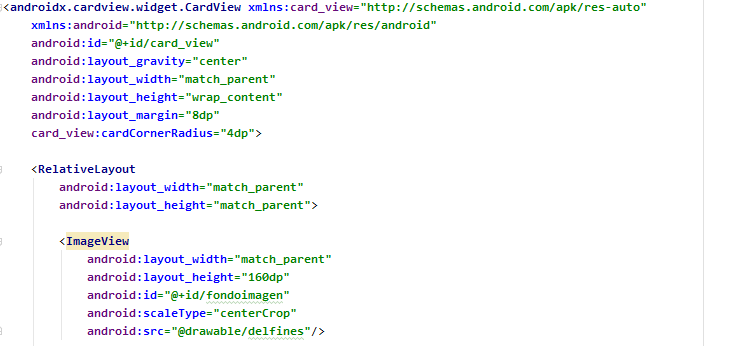 <androidx.cardview.widget.CardView xmlns:card_view="http://schemas.android.com/apk/res-auto"
    xmlns:android="http://schemas.android.com/apk/res/android"
    android:id="@+id/card_view"
    android:layout_gravity="center"
    android:layout_width="match_parent"
    android:layout_height="wrap_content"
    android:layout_margin="8dp"
    card_view:cardCornerRadius="4dp">

    <RelativeLayout
        android:layout_width="match_parent"
        android:layout_height="match_parent">

        <ImageView
            android:layout_width="match_parent"
            android:layout_height="160dp"
            android:id="@+id/fondoimagen"
            android:scaleType="centerCrop"
            android:src="@drawable/delfines"/>